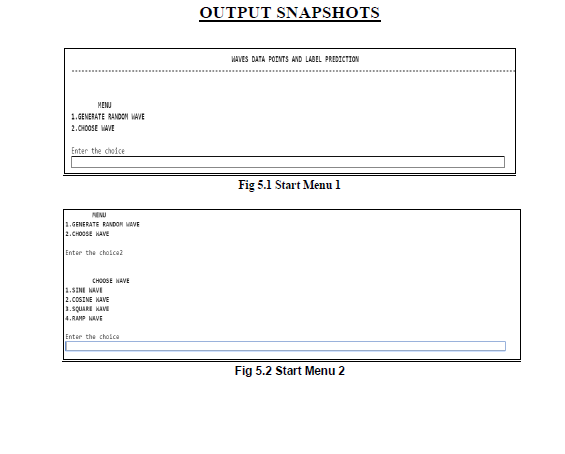 OUTPUT SNAPSHOTS
WAVES DATA POINTS AND LABEL PREDICTION
MENU
1.GENERATE RANDOM WAVE
2.CHOOSE WAVE
Enter the choice
Fig 5.1 Start Menu 1
MENU
1.GENERATE RANDOM WAVE
2.CHOOSE WAVE
Enter the choice2
CHOOSE WAVE
1.SINE WAVE
2.COSINE WAVE
3.SQUARE WAVE
4.RAMP WAVE
Enter the choice
Fig 5.2 Start Menu 2